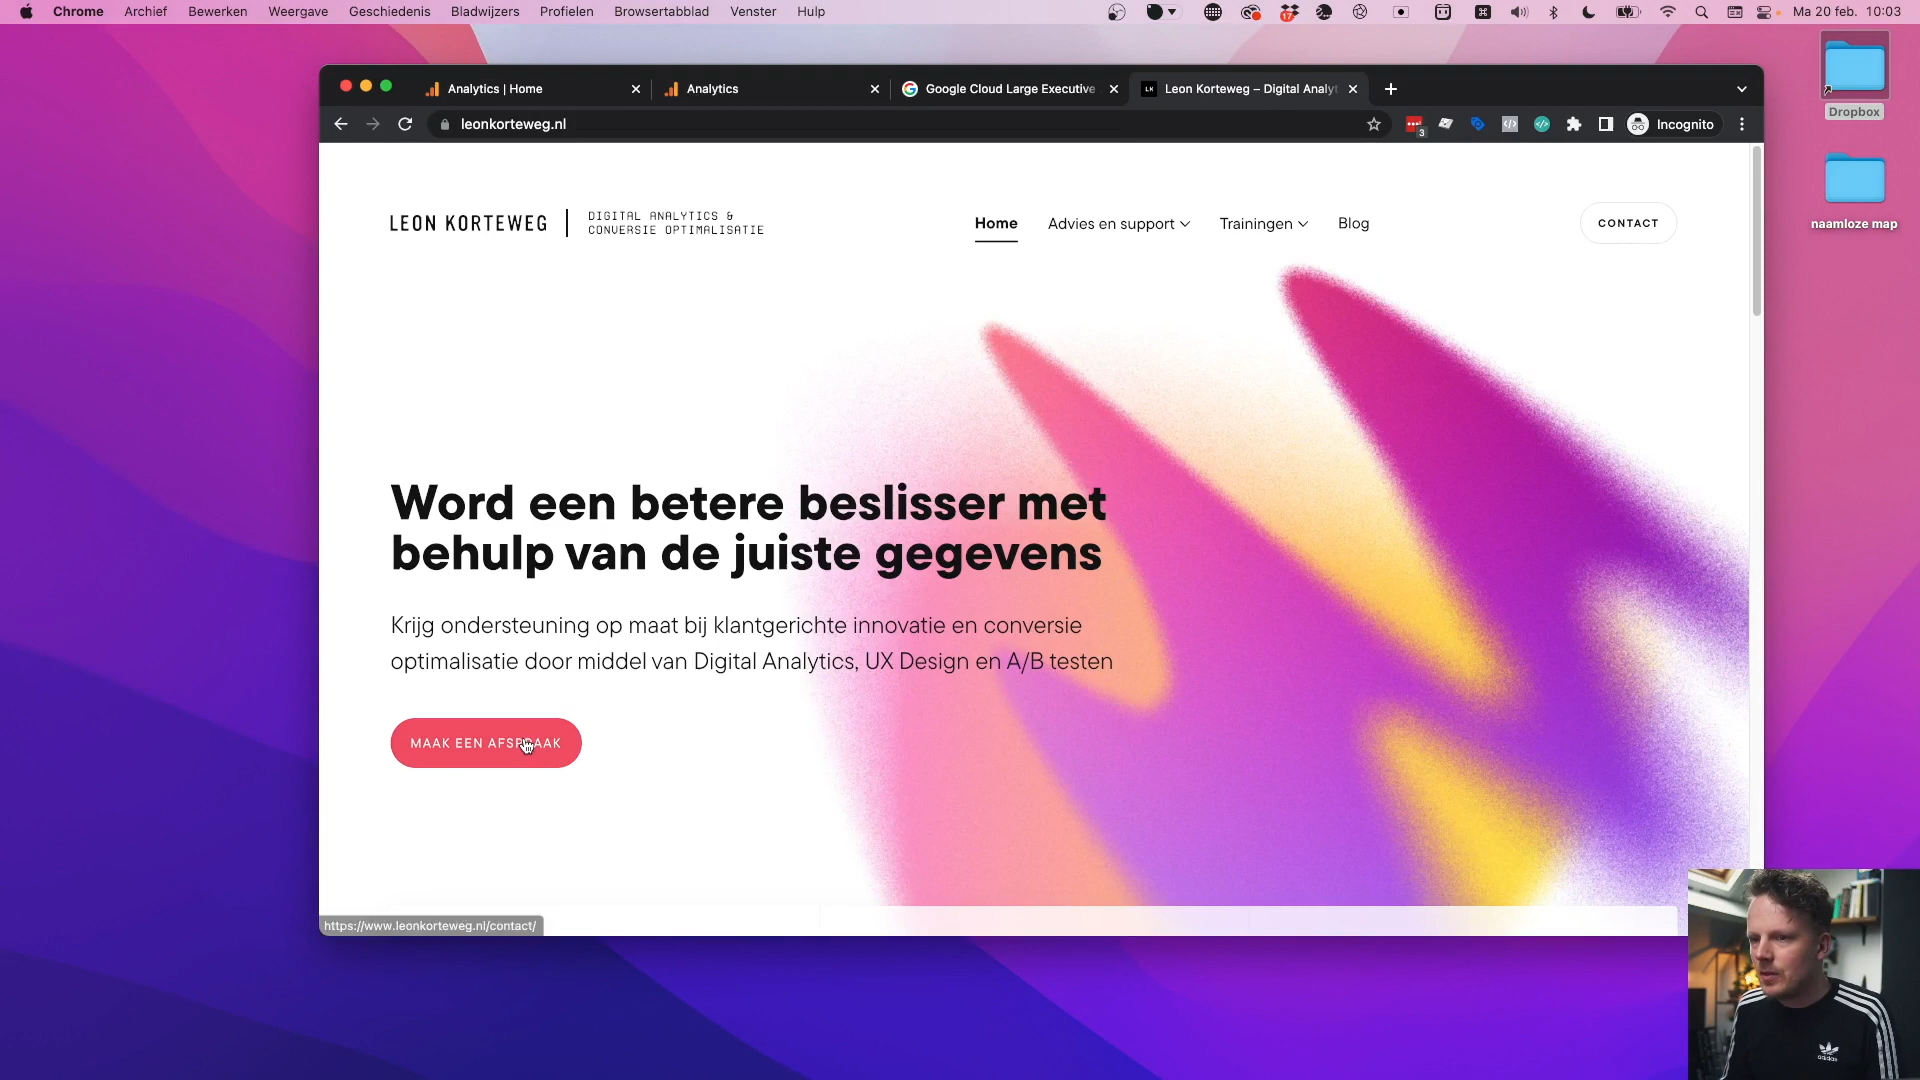 Chrome Archief Bewerken Weergave Geschiedenis Bladwijzers Profielen Browsertabblad Venster Hulp
17
Ma 20 feb. 10:03
Dropbox
naamloze map
Analytics | Home
Analytics
Google Cloud Large Executive
LK Leon Korteweg – Digital Analyt
leonkorteweg.nl
3
Incognito
LEON KORTEWEG
DIGITAL ANALYTICS &
CONVERSIE OPTIMALISATIE
Home Advies en support Trainingen Blog
CONTACT
Word een betere beslisser met
behulp van de juiste gegevens
Krijg ondersteuning op maat bij klantgerichte innovatie en conversie
optimalisatie door middel van Digital Analytics, UX Design en A/B testen
MAAK EEN AFSPRAAK
https://www.leonkorteweg.nl/contact/
adidas